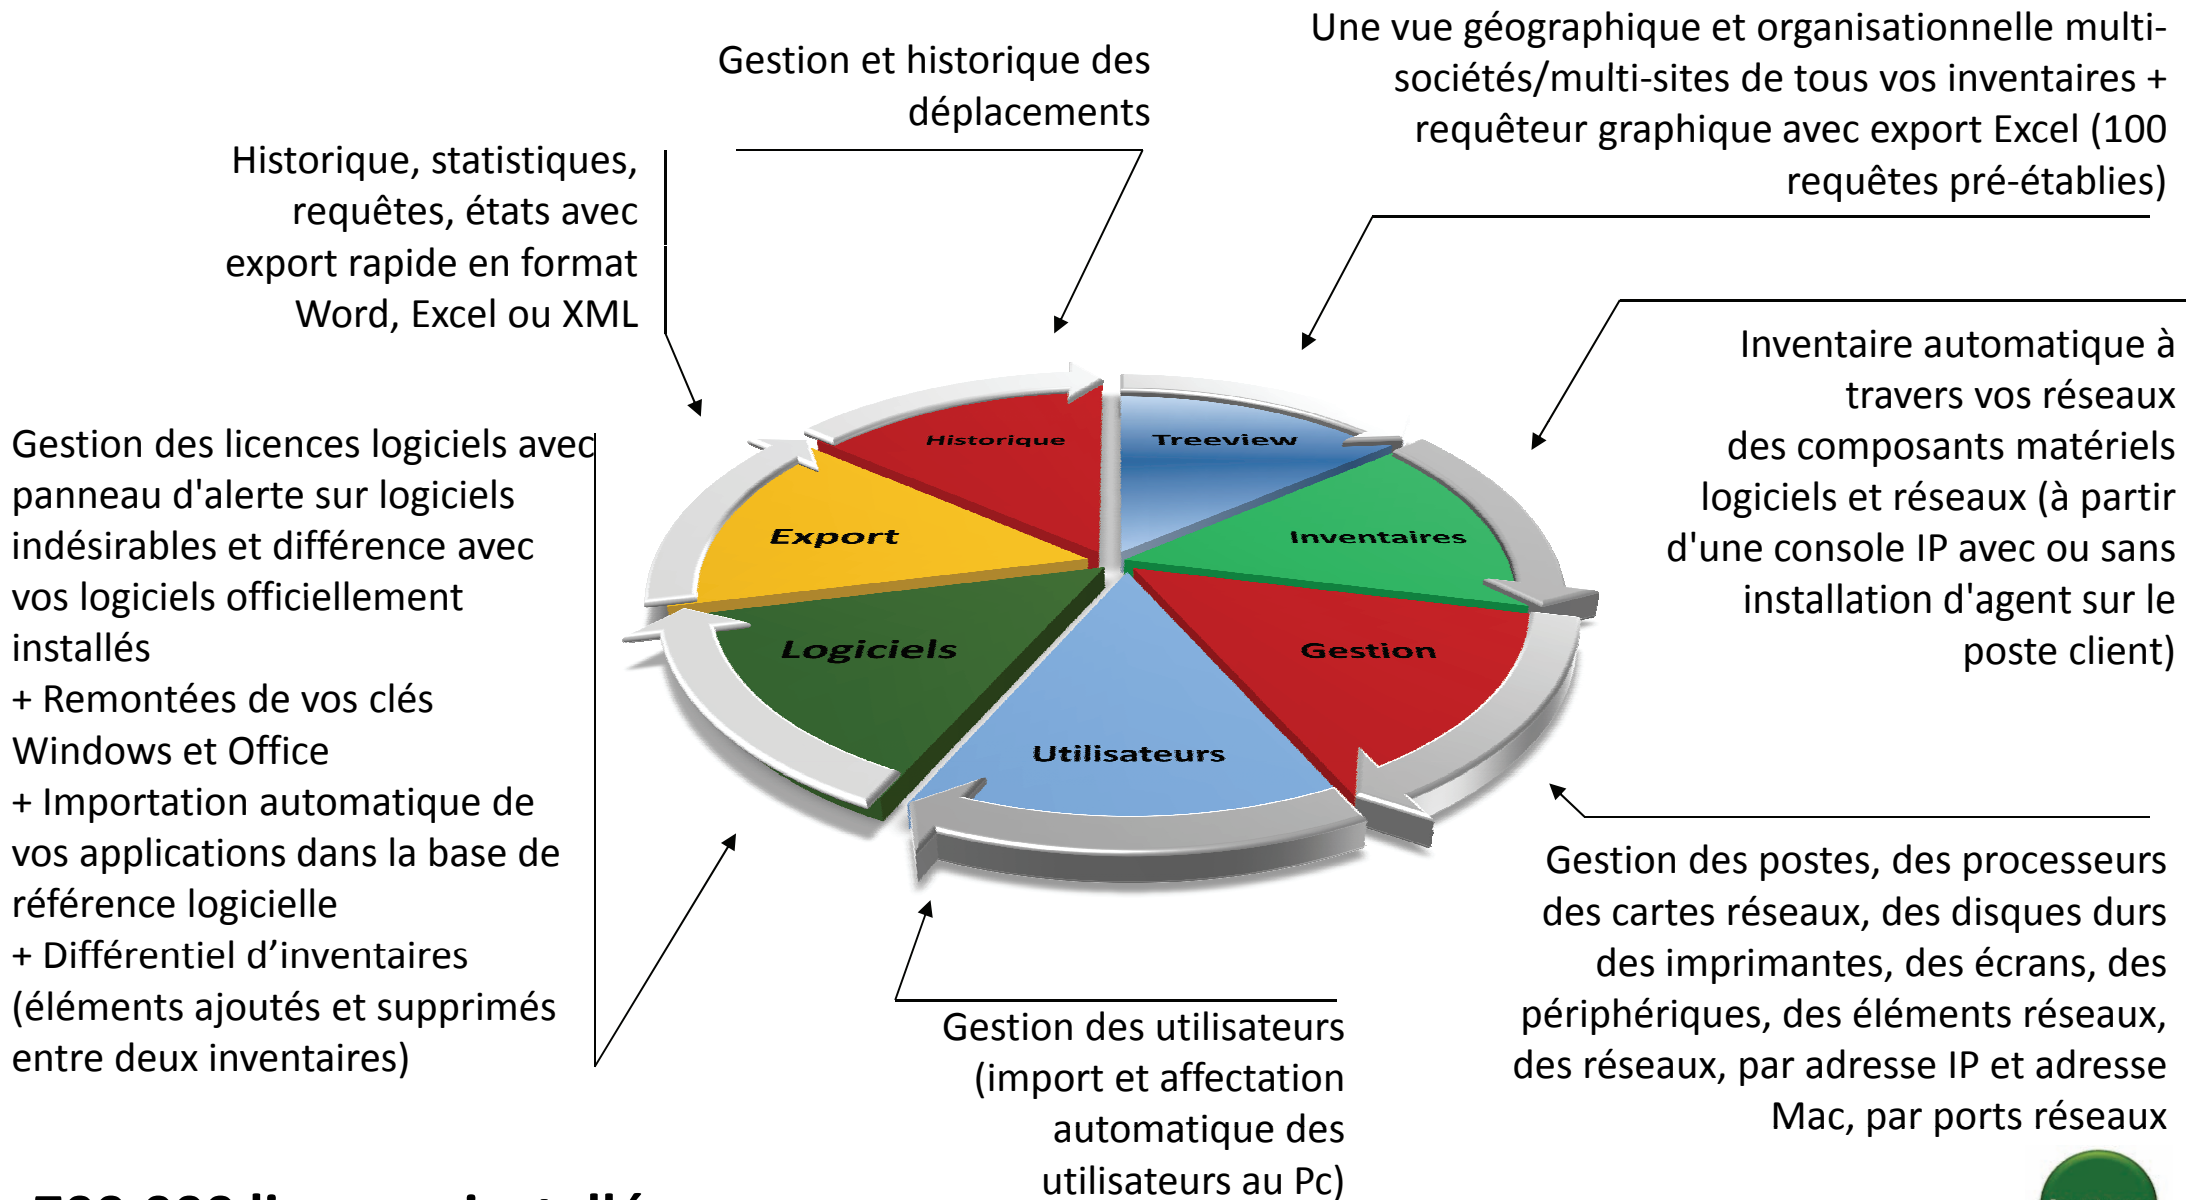 Une vue géographique et organisationnelle multi-
sociétés/multi-sites de tous vos inventaires +
requêteur graphique avec export Excel (100
requêtes pré-établies)
Gestion et historique des
déplacements
Historique, statistiques,
requêtes, états avec
export rapide en format
Word, Excel ou XML
Inventaire automatique à
travers vos réseaux
des composants matériels
logiciels et réseaux (à partir
d'une console IP avec ou sans
installation d'agent sur le
poste client)
Gestion des licences logiciels avec
panneau d'alerte sur logiciels
indésirables et différence avec
vos logiciels officiellement
installés
+ Remontées de vos clés
Windows et Office
+ Importation automatique de
vos applications dans la base de
référence logicielle
+ Différentiel d’inventaires
(éléments ajoutés et supprimés
entre deux inventaires)
Historique
Treeview
Export
Inventaires
Logiciels
Gestion
Utilisateurs
Gestion des postes, des processeurs
des cartes réseaux, des disques durs
des imprimantes, des écrans, des
périphériques, des éléments réseaux,
des réseaux, par adresse IP et adresse
Mac, par ports réseaux
Gestion des utilisateurs
(import et affectation
automatique des
utilisateurs au Pc)